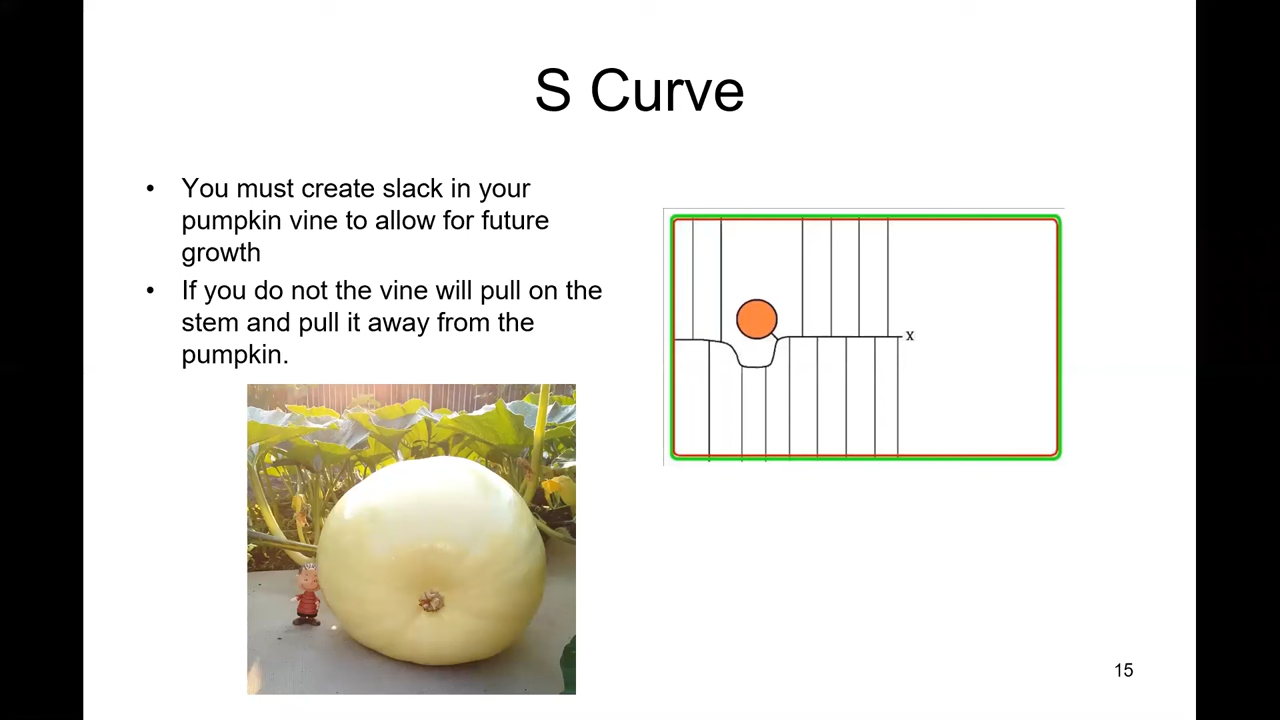 S Curve
• You must create slack in your
pumpkin vine to allow for future
growth
• If you do not the vine will pull on the
stem and pull it away from the
pumpkin.
x
15